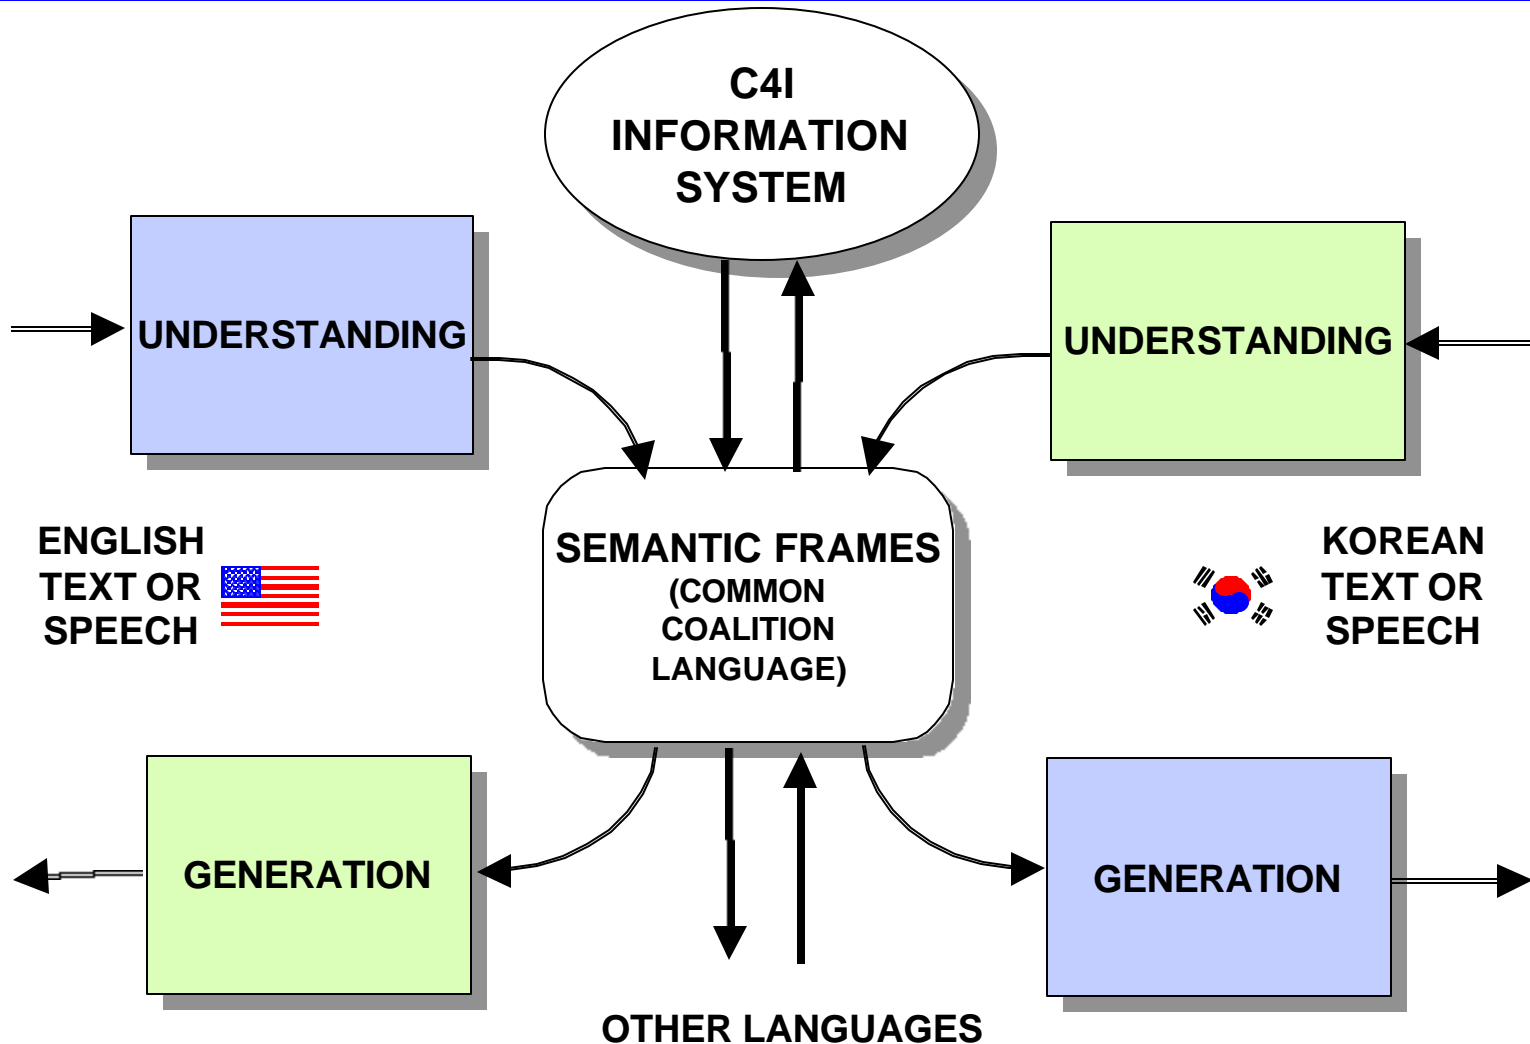 C4I
INFORMATION
SYSTEM
UNDERSTANDING
UNDERSTANDING
ENGLISH
TEXT OR
SPEECH
SEMANTIC FRAMES
(COMMON
COALITION
LANGUAGE)
KOREAN
TEXT OR
SPEECH
GENERATION
GENERATION
OTHER LANGUAGES